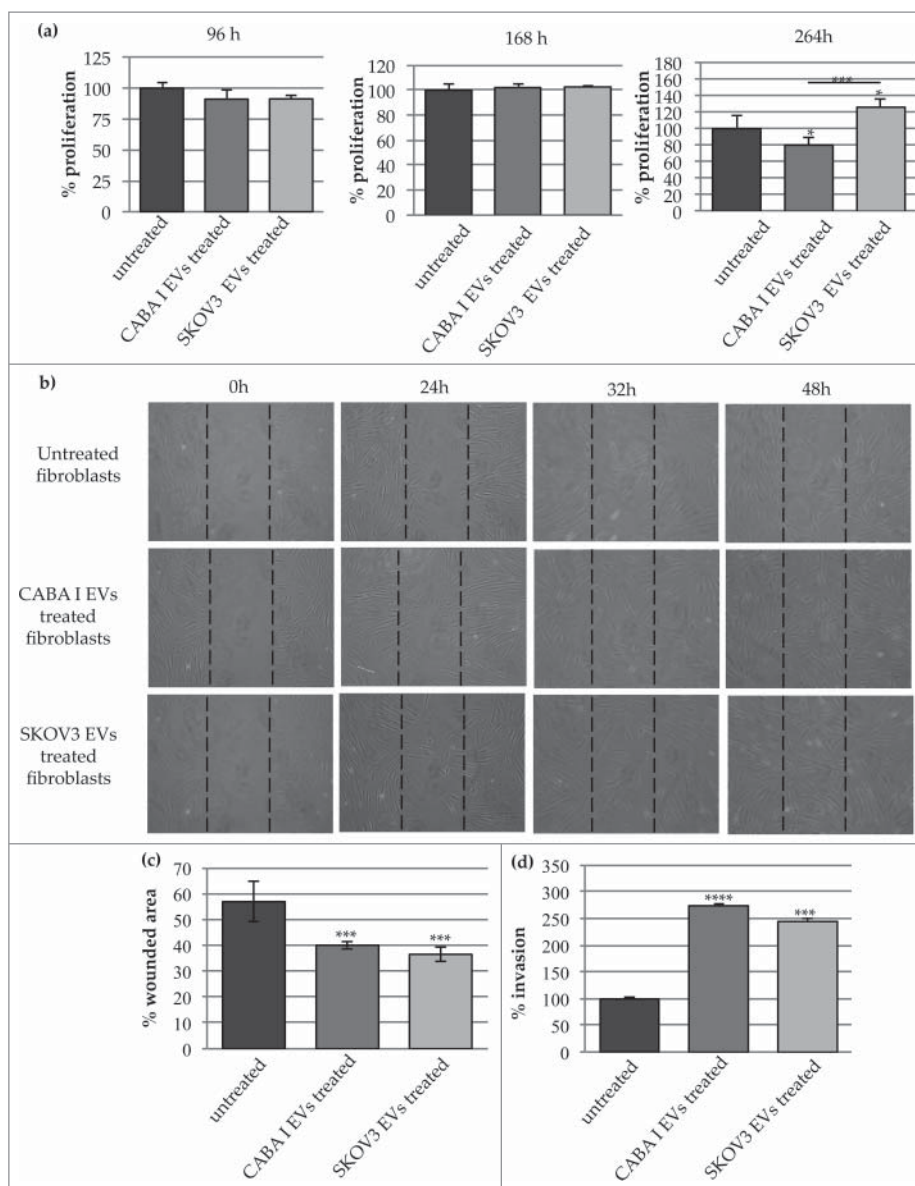 (a)
96 h
% proliferation
125
100
75
50
25
0
untreated
CABA I EVs treated
SKOV3 EVs treated
168 h
% proliferation
120
100
80
60
40
20
0
untreated
CABA I EVs treated
SKOV3 EVs treated
264h
% proliferation
180
160
140
120
100
80
60
40
20
0
***
*
*
untreated
CABA I EVs treated
SKOV3 EVs treated
b)
0h
24h
32h
48h
Untreated
fibroblasts
CABA I EVs
treated
fibroblasts
SKOV3 EVs
treated
fibroblasts
(c)
% wounded area
70
60
50
40
30
20
10
0
***
***
untreated
CABA I EVs treated
SKOV3 EVs treated
(d)
% invasion
350
300
250
200
150
100
50
0
****
***
untreated
CABA I EVs treated
SKOV3 EVs treated